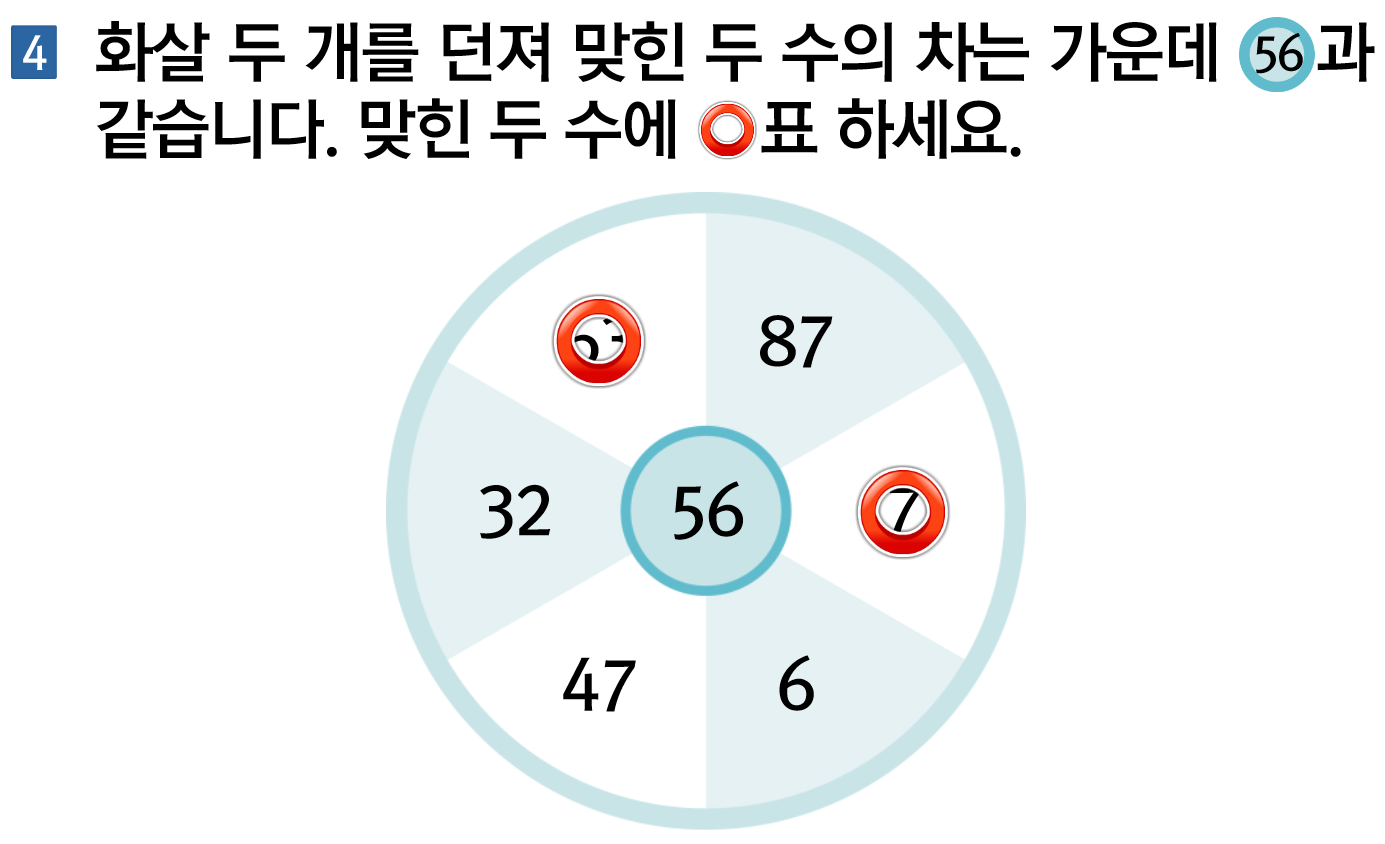 4 화살 두 개를 던져 맞힌 두 수의 차는 가운데 56과
같습니다. 맞힌 두 수에 표 하세요.
87
32 56 7
47 6